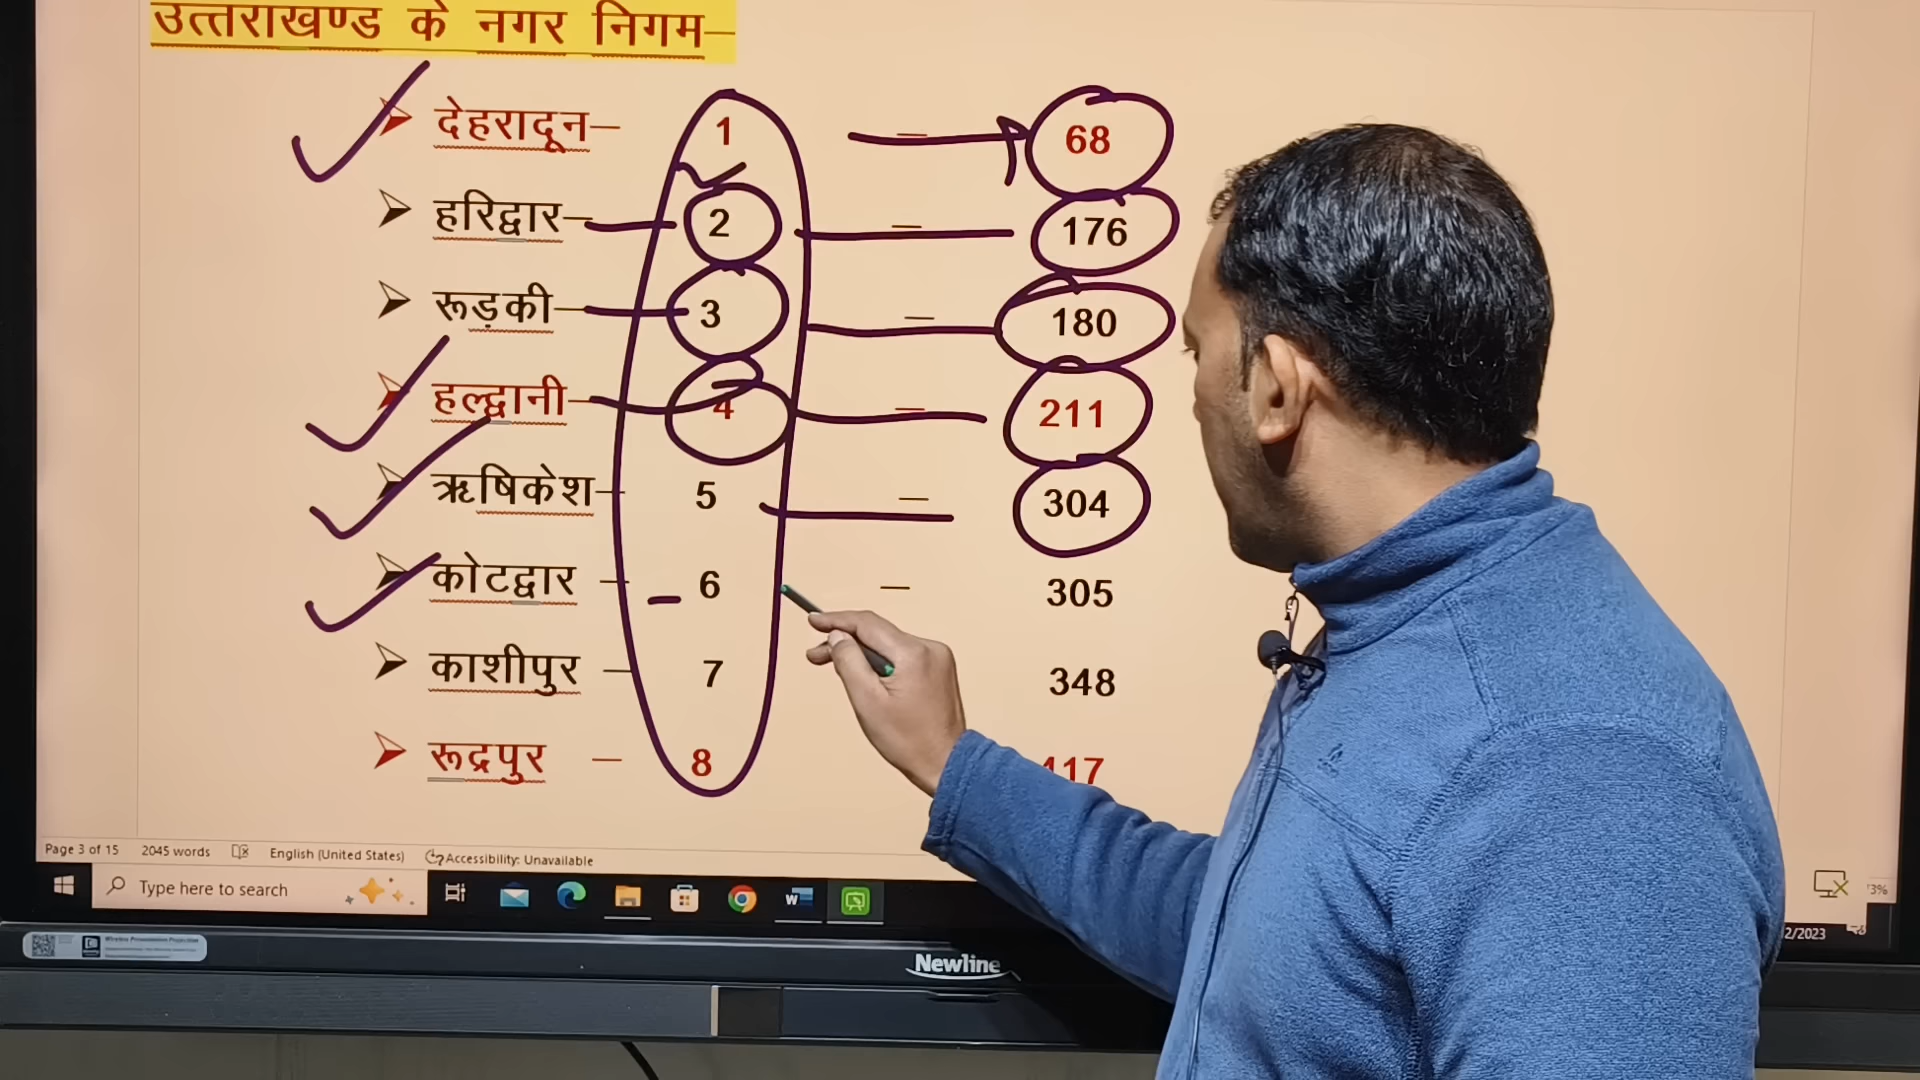 उत्तराखण्ड के नगर निगम–
देहरादून– 1 – 68
हरिद्वार– 2 – 176
रूड़की– 3 – 180
हल्द्वानी– 4 – 211
ऋषिकेश– 5 – 304
कोटद्वार – 6 – 305
काशीपुर – 7 348
रूद्रपुर – 8 117
Page 3 of 15 2045 words English (United States) Accessibility: Unavailable
Type here to search
Newline